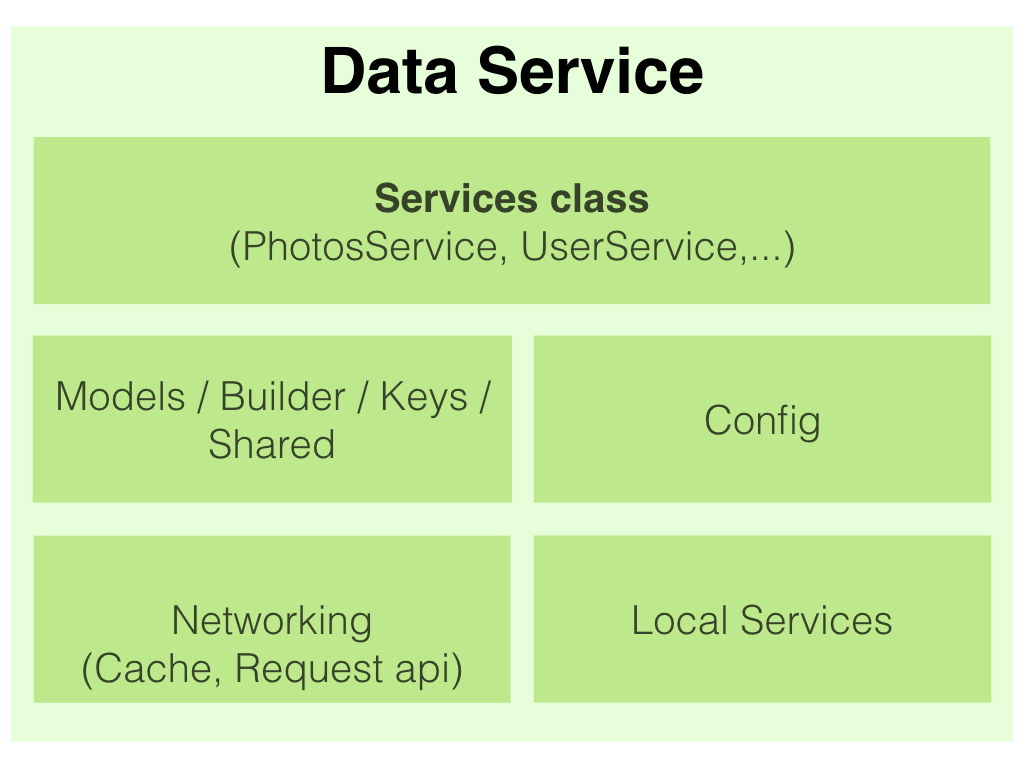 Data Service
Services class
(PhotosService, UserService,...)
Models / Builder / Keys /
Shared
Config
Networking
(Cache, Request api)
Local Services